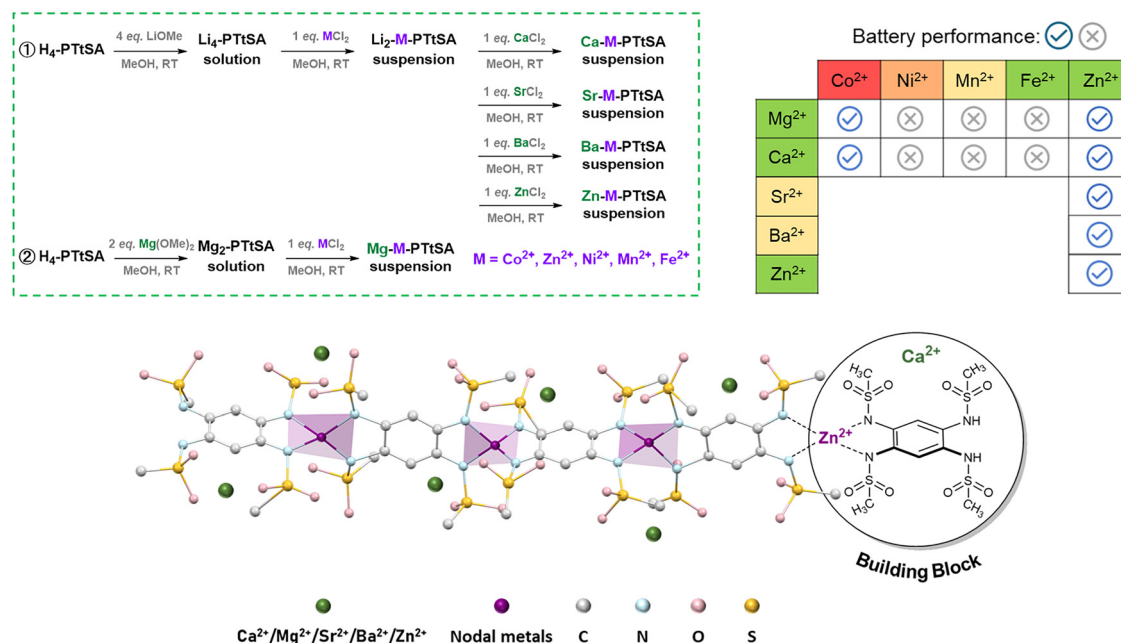 ① H₄-PTtSA 4 eq. LiOMe MeOH, RT Li₄-PTtSA solution 1 eq. MCl₂ MeOH, RT Li₂-M-PTtSA suspension 1 eq. CaCl₂ MeOH, RT Ca-M-PTtSA suspension
1 eq. SrCl₂ MeOH, RT Sr-M-PTtSA suspension
1 eq. BaCl₂ MeOH, RT Ba-M-PTtSA suspension
1 eq. ZnCl₂ MeOH, RT Zn-M-PTtSA suspension
② H₄-PTtSA 2 eq. Mg(OMe)₂ MeOH, RT Mg₂-PTtSA solution 1 eq. MCl₂ MeOH, RT Mg-M-PTtSA suspension M = Co²⁺, Zn²⁺, Ni²⁺, Mn²⁺, Fe²⁺
Battery performance:
Co²⁺ Ni²⁺ Mn²⁺ Fe²⁺ Zn²⁺
Mg²⁺
Ca²⁺
Sr²⁺
Ba²⁺
Zn²⁺
Ca²⁺
H₃C CH₃
O S O O S O
N NH
Zn²⁺
N NH
O S O O S O
H₃C CH₃
Building Block
Ca²⁺/Mg²⁺/Sr²⁺/Ba²⁺/Zn²⁺ Nodal metals C N O S